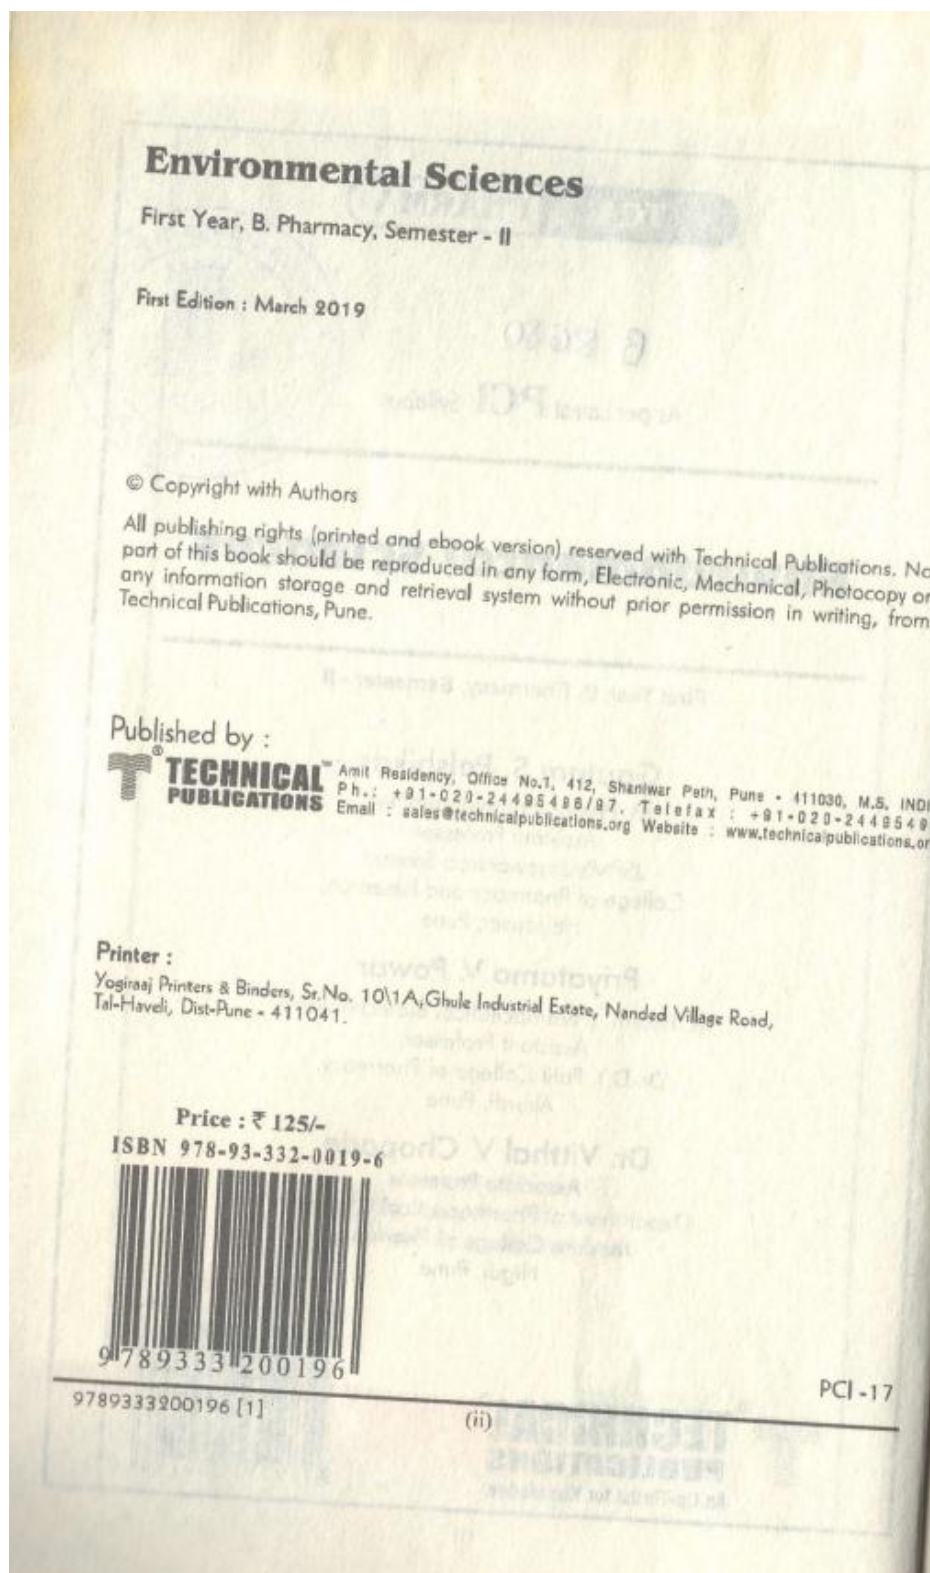 Environmental Sciences
First Year, B. Pharmacy, Semester - II
First Edition : March 2019
© Copyright with Authors
All publishing rights (printed and ebook version) reserved with Technical Publications. No
part of this book should be reproduced in any form, Electronic, Mechanical, Photocopy or
any information storage and retrieval system without prior permission in writing, from
Technical Publications, Pune.
Published by :
® TECHNICAL™
PUBLICATIONS
Amit Residency, Office No.1, 412, Shaniwar Peth, Pune - 411030, M.S. INDI
Ph.: +91-020-24495496/97, Telefax : +91-020-2449549
Email : sales@technicalpublications.org Website : www.technicalpublications.or
Printer :
Yogiraaj Printers & Binders, Sr.No. 10\1A, Ghule Industrial Estate, Nanded Village Road,
Tal-Haveli, Dist-Pune - 411041.
Price : ₹ 125/-
ISBN 978-93-332-0019-6
9 789333 200196
PCI -17
9789333200196 [1]
(ii)